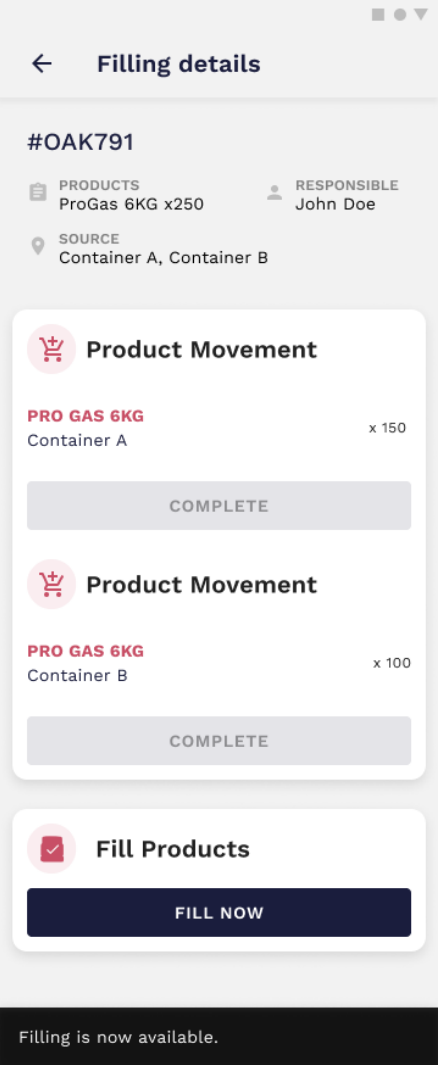 Filling details
#OAK791
PRODUCTS
ProGas 6KG x250
RESPONSIBLE
John Doe
SOURCE
Container A, Container B
Product Movement
PRO GAS 6KG
Container A
x 150
COMPLETE
Product Movement
PRO GAS 6KG
Container B
x 100
COMPLETE
Fill Products
FILL NOW
Filling is now available.